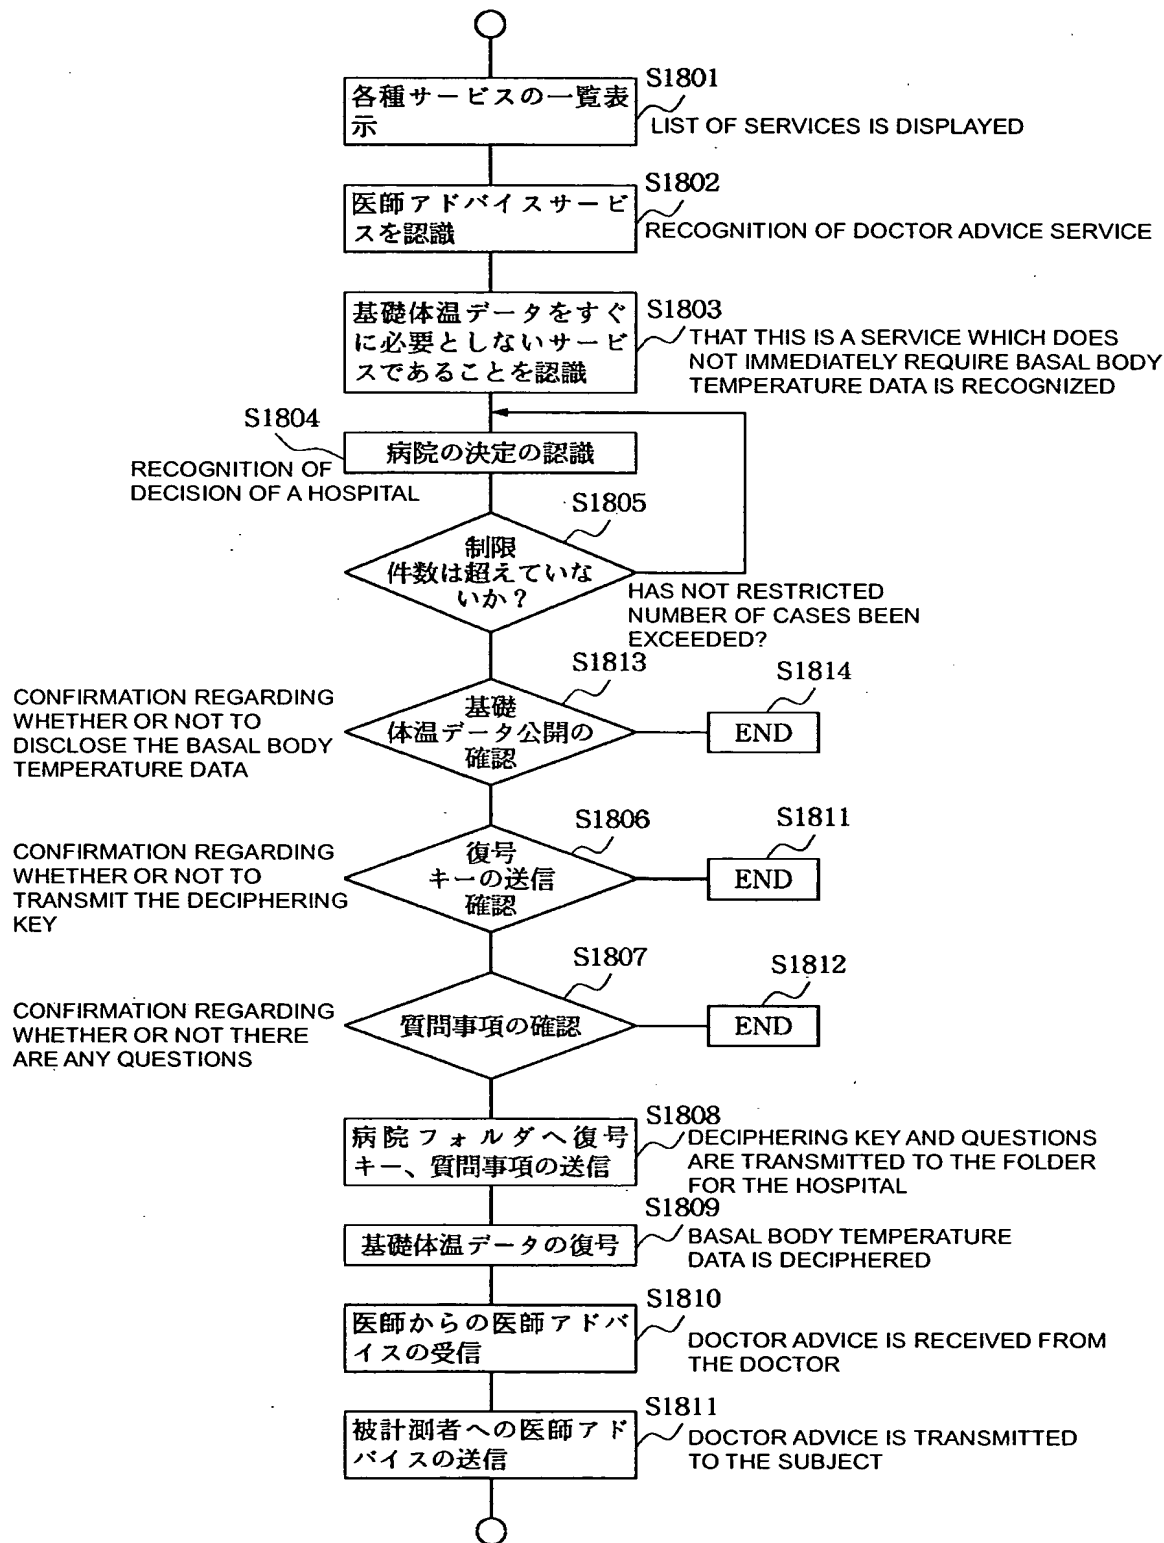 S1801
各種サービスの一覧表
示
LIST OF SERVICES IS DISPLAYED
S1802
医師アドバイスサービ
スを認識
RECOGNITION OF DOCTOR ADVICE SERVICE
S1803
基礎体温データをすぐ
に必要としないサービ
スであることを認識
THAT THIS IS A SERVICE WHICH DOES
NOT IMMEDIATELY REQUIRE BASAL BODY
TEMPERATURE DATA IS RECOGNIZED
S1804
病院の決定の認識
RECOGNITION OF
DECISION OF A HOSPITAL
S1805
制限
件数は超えていな
いか？
HAS NOT RESTRICTED
NUMBER OF CASES BEEN
EXCEEDED?
S1813
CONFIRMATION REGARDING
WHETHER OR NOT TO
DISCLOSE THE BASAL BODY
TEMPERATURE DATA
基礎
体温データ公開の
確認
S1814
END
S1806
CONFIRMATION REGARDING
WHETHER OR NOT TO
TRANSMIT THE DECIPHERING
KEY
復号
キーの送信
確認
S1811
END
S1807
CONFIRMATION REGARDING
WHETHER OR NOT THERE
ARE ANY QUESTIONS
質問事項の確認
S1812
END
S1808
病院フォルダへ復号
キー、質問事項の送信
DECIPHERING KEY AND QUESTIONS
ARE TRANSMITTED TO THE FOLDER
FOR THE HOSPITAL
S1809
基礎体温データの復号
BASAL BODY TEMPERATURE
DATA IS DECIPHERED
S1810
医師からの医師アドバ
イスの受信
DOCTOR ADVICE IS RECEIVED FROM
THE DOCTOR
S1811
被計測者への医師アド
バイスの送信
DOCTOR ADVICE IS TRANSMITTED
TO THE SUBJECT